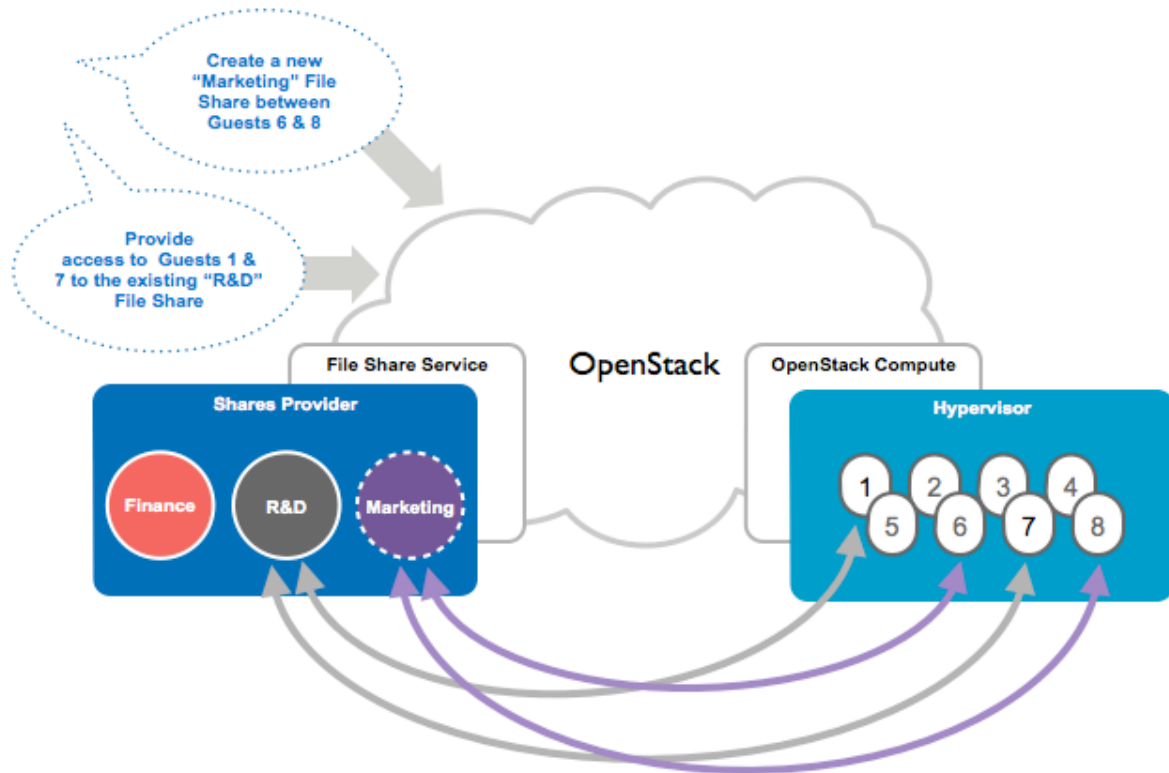 Create a new
“Marketing” File
Share between
Guests 6 & 8
Provide
access to Guests 1 &
7 to the existing “R&D”
File Share
File Share Service
OpenStack
OpenStack Compute
Shares Provider
Hypervisor
Finance
R&D
Marketing
1
2
3
4
5
6
7
8